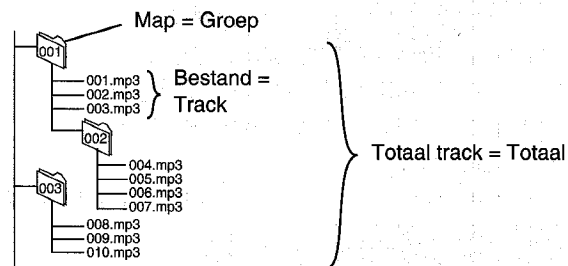 Map = Groep
001
001.mp3
002.mp3
003.mp3
Bestand =
Track
002
004.mp3
005.mp3
006.mp3
007.mp3
Totaal track = Totaal
003
008.mp3
009.mp3
010.mp3